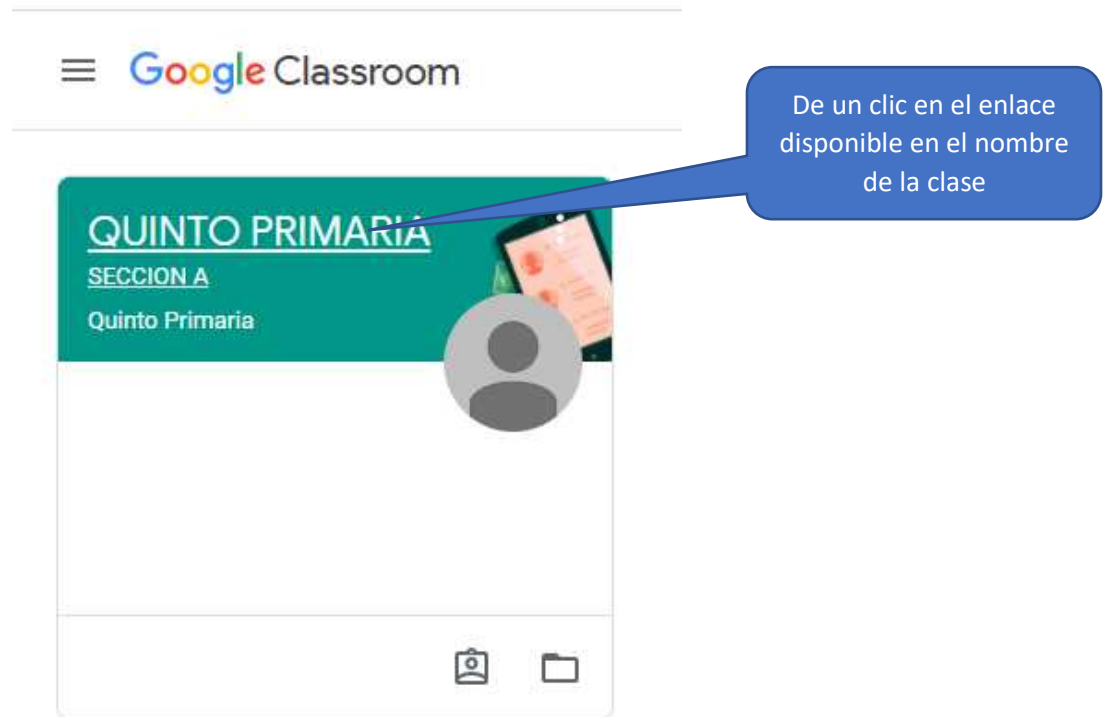 Google Classroom
De un clic en el enlace
disponible en el nombre
de la clase
QUINTO PRIMARIA
SECCION A
Quinto Primaria